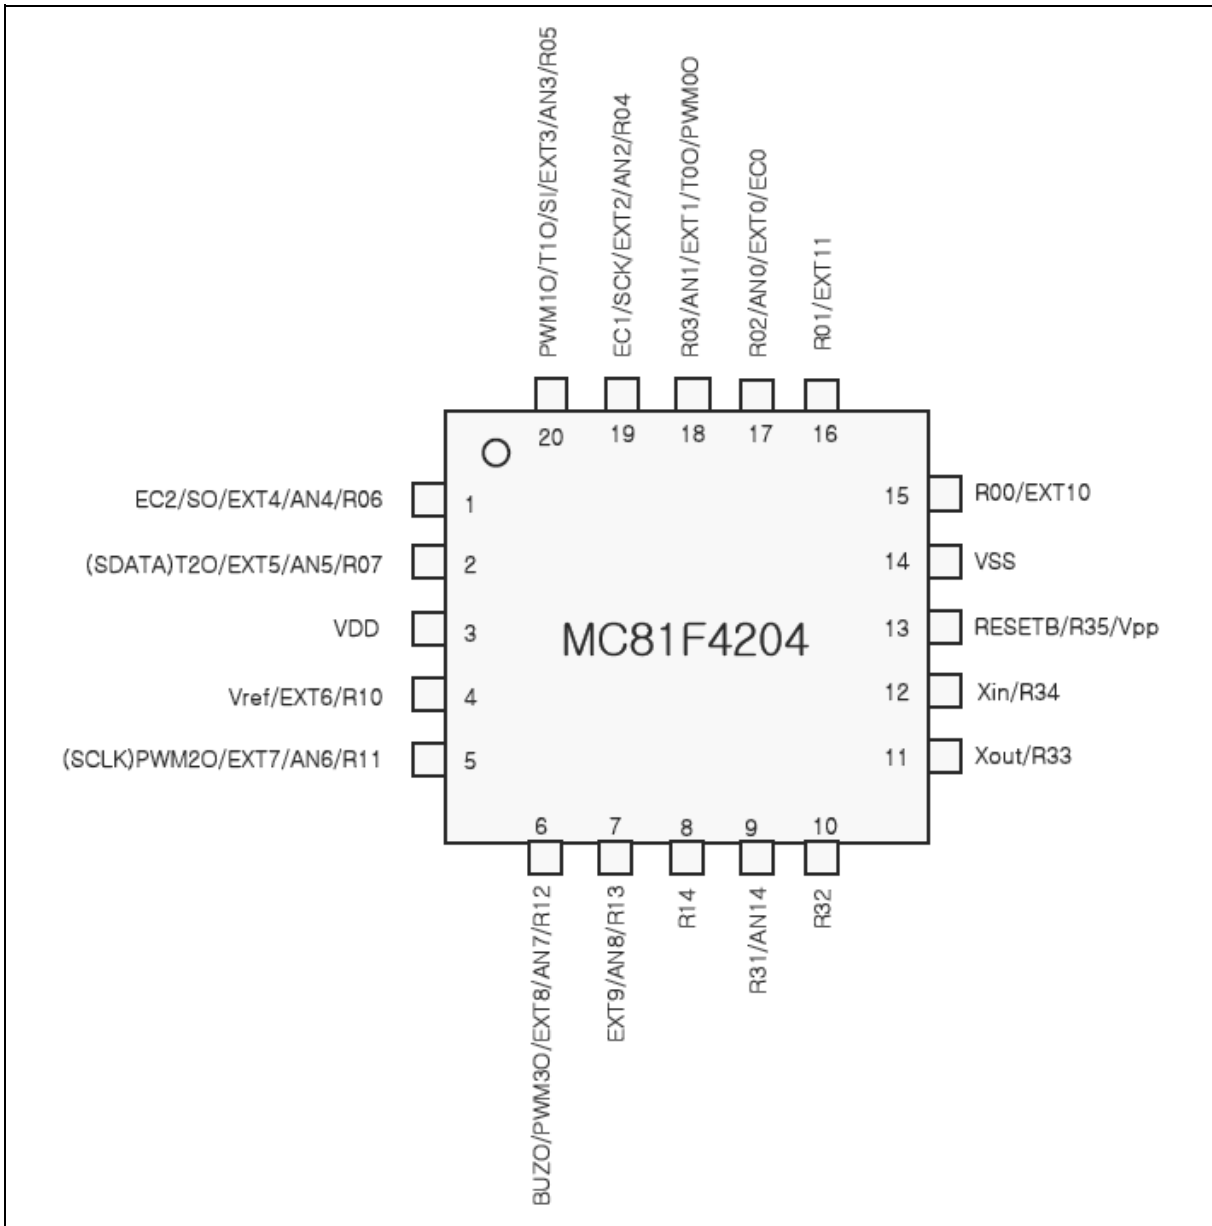 PWM1O/T1O/SI/EXT3/AN3/R05
EC1/SCK/EXT2/AN2/R04
R03/AN1/EXT1/T0O/PWM0O
R02/AN0/EXT0/EC0
R01/EXT11
20
19
18
17
16
EC2/SO/EXT4/AN4/R06
1
15
R00/EXT10
(SDATA)T2O/EXT5/AN5/R07
2
14
VSS
VDD
3
MC81F4204
13
RESETB/R35/Vpp
Vref/EXT6/R10
4
12
Xin/R34
(SCLK)PWM2O/EXT7/AN6/R11
5
11
Xout/R33
6
7
8
9
10
BUZO/PWM3O/EXT8/AN7/R12
EXT9/AN8/R13
R14
R31/AN14
R32